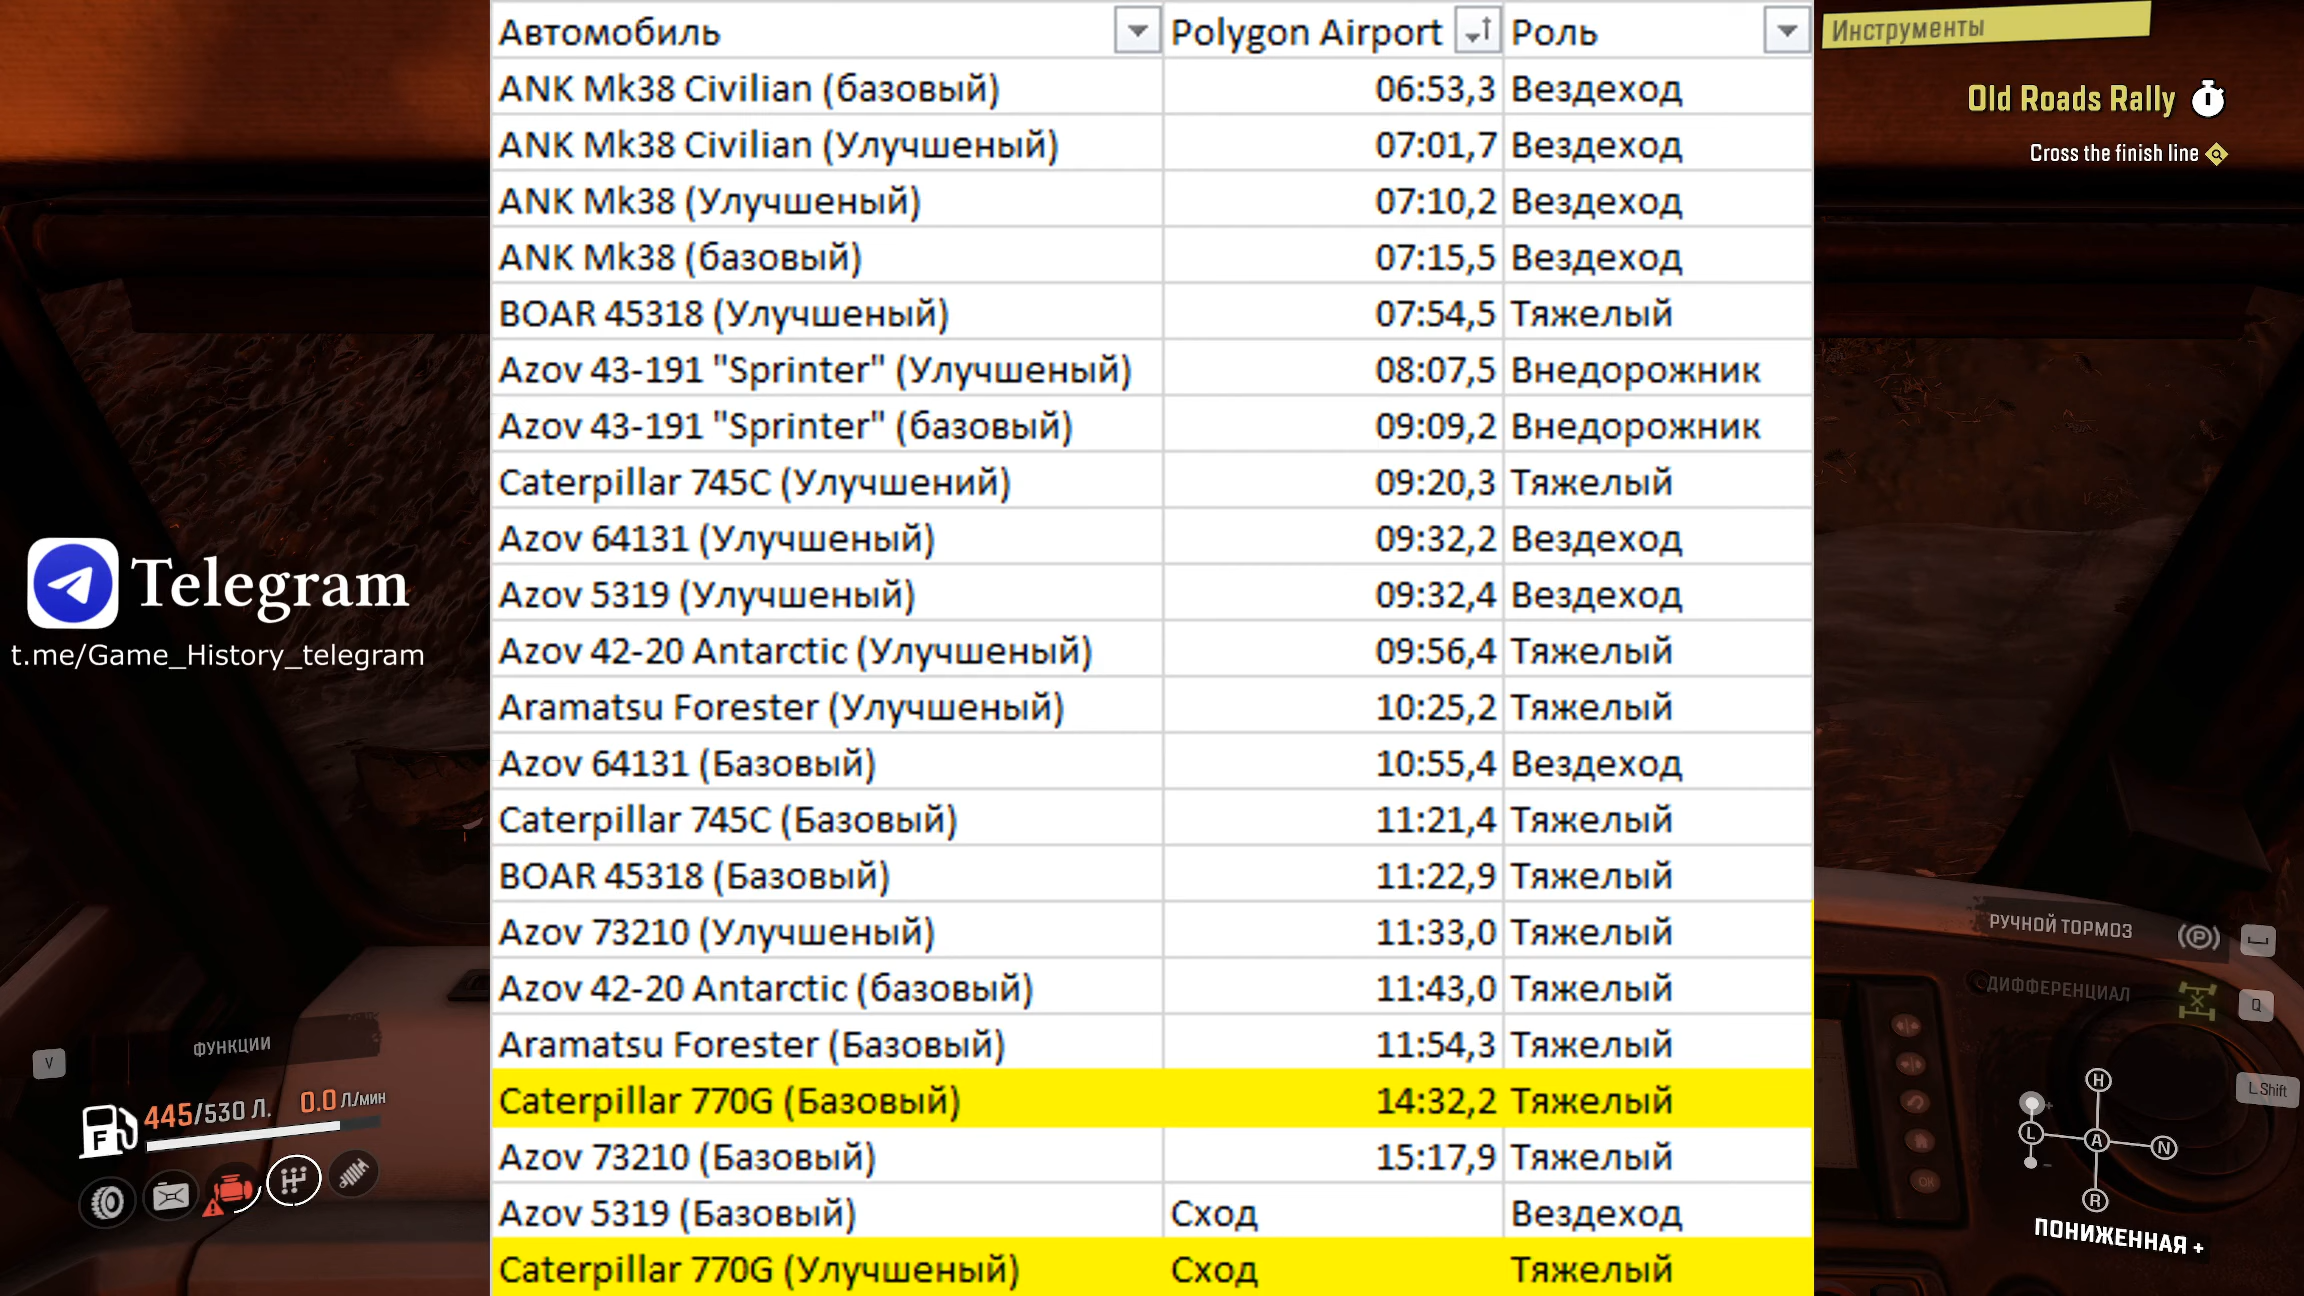 Автомобиль Polygon Airport Роль
ANK Mk38 Civilian (базовый) 06:53,3 Вездеход
ANK Mk38 Civilian (Улучшеный) 07:01,7 Вездеход
ANK Mk38 (Улучшеный) 07:10,2 Вездеход
ANK Mk38 (базовый) 07:15,5 Вездеход
BOAR 45318 (Улучшеный) 07:54,5 Тяжелый
Azov 43-191 "Sprinter" (Улучшеный) 08:07,5 Внедорожник
Azov 43-191 "Sprinter" (базовый) 09:09,2 Внедорожник
Caterpillar 745C (Улучшений) 09:20,3 Тяжелый
Azov 64131 (Улучшеный) 09:32,2 Вездеход
Azov 5319 (Улучшеный) 09:32,4 Вездеход
Azov 42-20 Antarctic (Улучшеный) 09:56,4 Тяжелый
Aramatsu Forester (Улучшеный) 10:25,2 Тяжелый
Azov 64131 (Базовый) 10:55,4 Вездеход
Caterpillar 745C (Базовый) 11:21,4 Тяжелый
BOAR 45318 (Базовый) 11:22,9 Тяжелый
Azov 73210 (Улучшеный) 11:33,0 Тяжелый
Azov 42-20 Antarctic (базовый) 11:43,0 Тяжелый
Aramatsu Forester (Базовый) 11:54,3 Тяжелый
Caterpillar 770G (Базовый) 14:32,2 Тяжелый
Azov 73210 (Базовый) 15:17,9 Тяжелый
Azov 5319 (Базовый) Сход Вездеход
Caterpillar 770G (Улучшеный) Сход Тяжелый
Telegram
t.me/Game_History_telegram
V ФУНКЦИИ
F 445/530 Л. 0.0 Л/мин
Инструменты
Old Roads Rally
Cross the finish line
РУЧНОЙ ТОРМОЗ (P)
ДИФФЕРЕНЦИАЛ Q
L Shift
H
+
L A N
-
R
OK
ПОНИЖЕННАЯ +